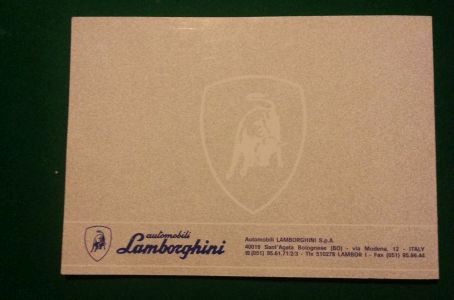 automobili
Lamborghini
Automobili LAMBORGHINI S.p.A.
40019 Sant'Agata Bolognese (BO) - via Modena, 12 - ITALY
☎ (051) 95.61.71/2/3 - Tlx 510276 LAMBOR I - Fax (051) 95.64.44